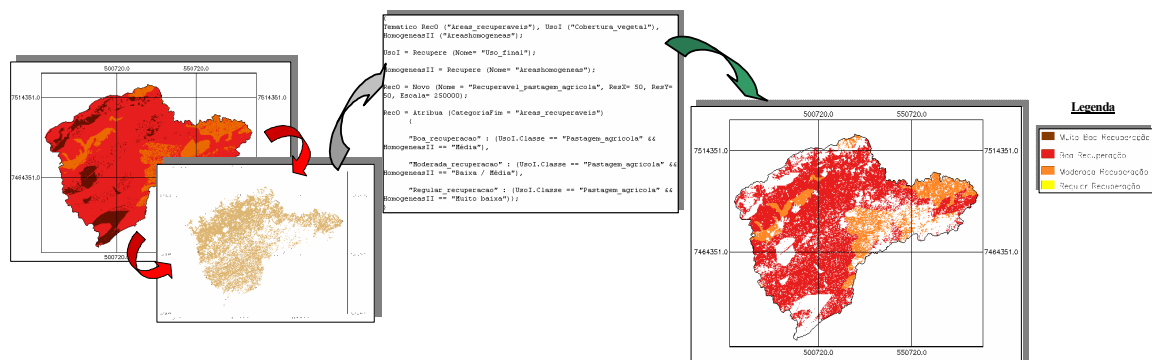 500720.0 550720.0
7514351.0
7464351.0
500720.0
{
Tematico RecO ("Areas_recuperaveis"), UsoI ("Cobertura_vegetal"),
HomogeneasII ("Areashomogeneas");
UsoI = Recupere (Nome= "Uso_final");
HomogeneasII = Recupere (Nome= "Areashomogeneas");
RecO = Novo (Nome = "Recuperavel_pastagem_agricola", ResX= 50, ResY=
50, Escala= 250000);
RecO = Atribua (CategoriaFim = "Areas_recuperaveis")
{
"Boa_recuperacao" : (UsoI.Classe == "Pastagem_agricola" &&
HomogeneasII == "Média"),
"Moderada_recuperacao" : (UsoI.Classe == "Pastagem_agricola" &&
HomogeneasII == "Baixa / Média"),
"Regular_recuperacao" : (UsoI.Classe == "Pastagem_agricola" &&
HomogeneasII == "Muito baixa"));
}
500720.0 550720.0
7514351.0 7514351.0
7464351.0 7464351.0
500720.0 550720.0
Legenda
Muito Boa Recuperação
Boa Recuperação
Moderada Recuperação
Regular Recuperação